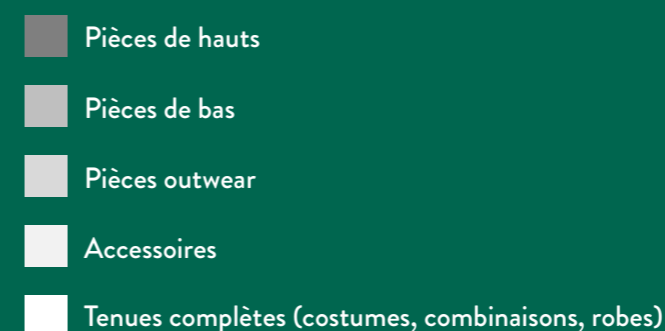 Pièces de hauts
Pièces de bas
Pièces outwear
Accessoires
Tenues complètes (costumes, combinaisons, robes)